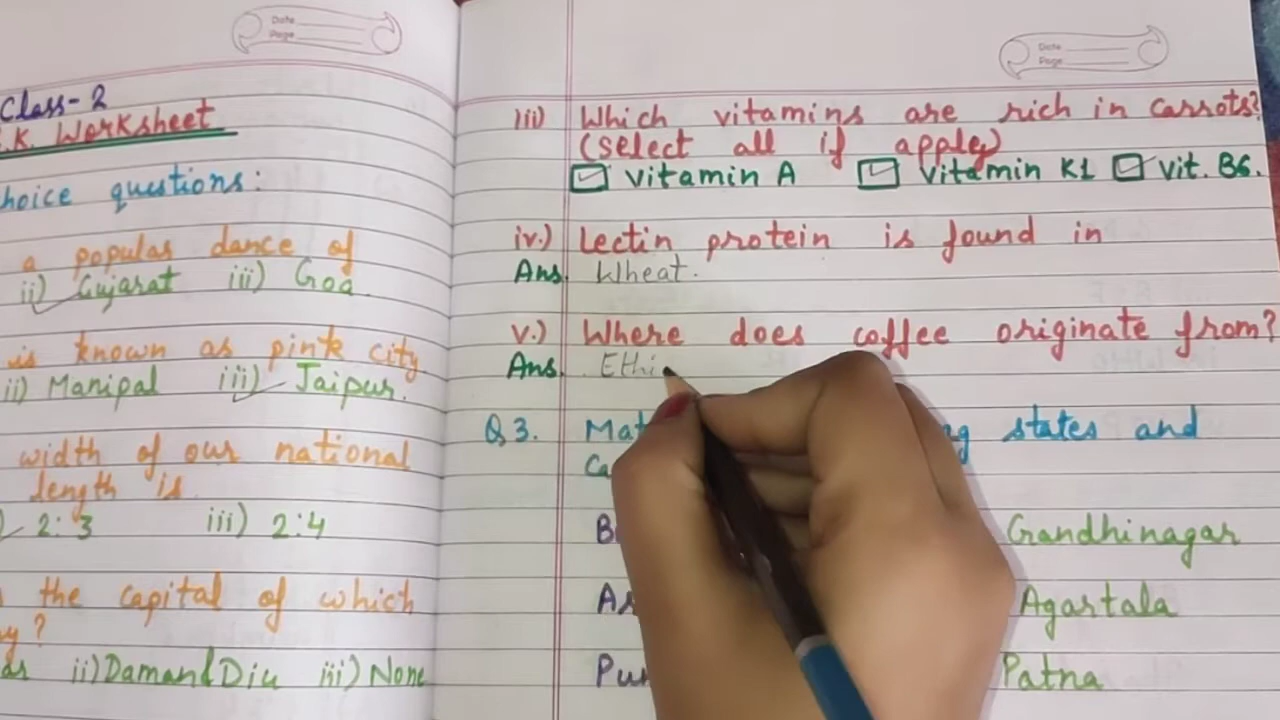 Date
Page
Class-2
.K. Worksheet
hoice questions:
a popular dance of
ii) Gujarat iii) Goa
is known as pink city
ii) Manipal iii) Jaipur.
width of our national
length is
2:3 iii) 2:4
the capital of which
y?
ii) Daman & Diu iii) None
Date
Page
iii) Which vitamins are rich in carrots?
(select all if apply)
vitamin A vitamin K1 vit. B6.
iv.) Lectin protein is found in
Ans. Wheat.
v.) Where does coffee originate from?
Ans. Ethi
Q3. Mat states and
Ca
B Gandhinagar
As Agartala
Pun Patna